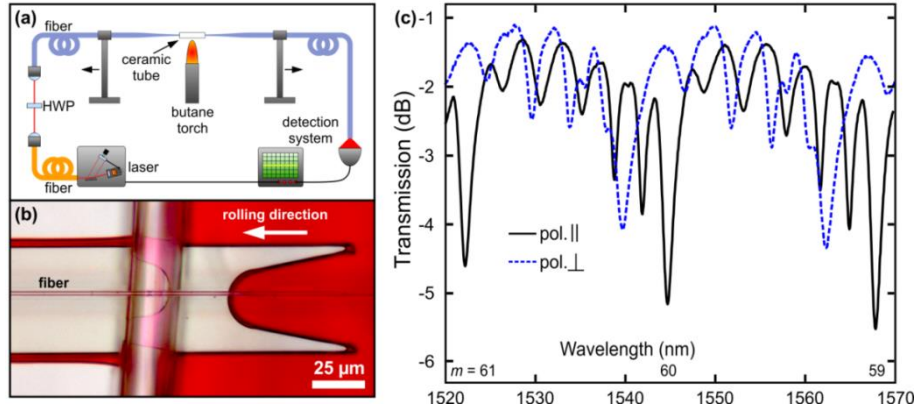 (a)
fiber
ceramic
tube
HWP
butane
torch
detection
system
laser
fiber
(b)
rolling direction
fiber
25 µm
(c)
-1
-2
-3
-4
-5
-6
Transmission (dB)
pol. ||
pol. ⊥
Wavelength (nm)
m = 61
60
59
1520
1530
1540
1550
1560
1570